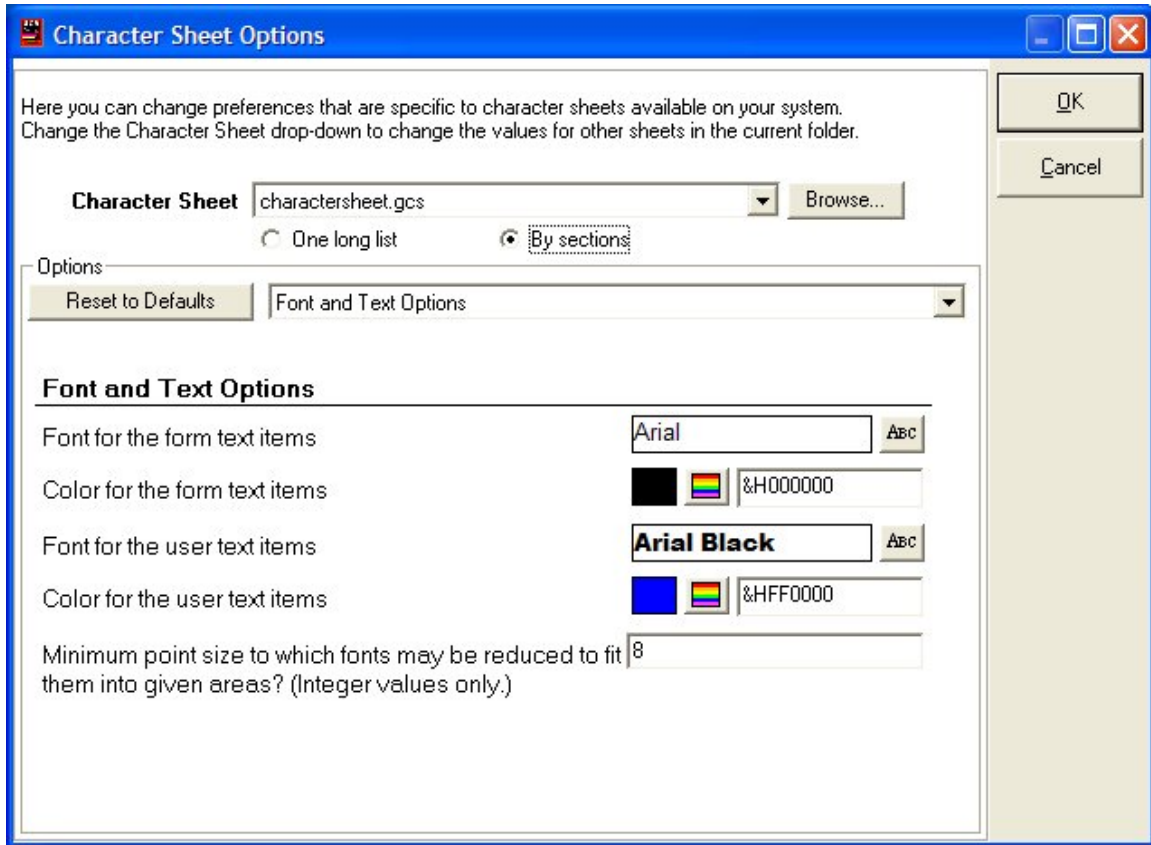 Character Sheet Options
Here you can change preferences that are specific to character sheets available on your system.
Change the Character Sheet drop-down to change the values for other sheets in the current folder.
OK
Cancel
Character Sheet charactersheet.gcs Browse...
One long list By sections
Options
Reset to Defaults Font and Text Options
Font and Text Options
Font for the form text items Arial ABC
Color for the form text items &H000000
Font for the user text items Arial Black ABC
Color for the user text items &HFF0000
Minimum point size to which fonts may be reduced to fit 8
them into given areas? (Integer values only.)